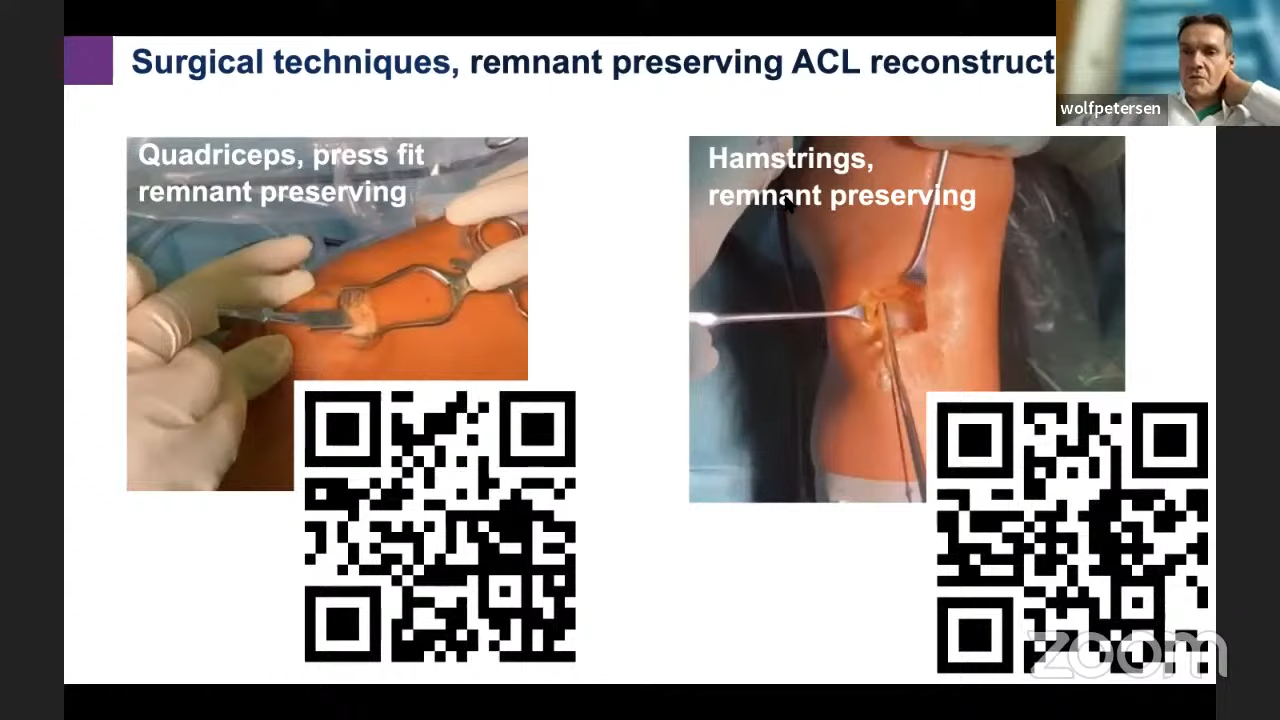 Surgical techniques, remnant preserving ACL reconstruct
wolfpetersen
Quadriceps, press fit
remnant preserving
Hamstrings,
remnant preserving
zoom